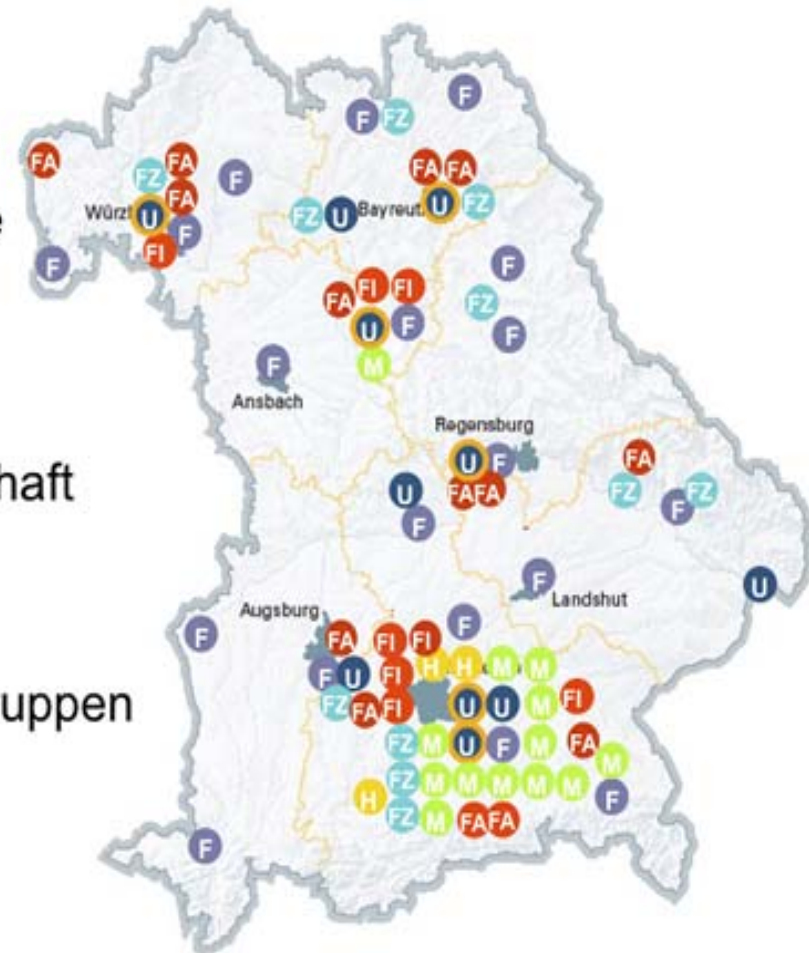 F
F FZ
FA FA FA FA
FZ F
FA
Würz U FZ U Bayreut U FZ
F
FI
F F
FI FI FZ
FA
U F F
F M
Ansbach
Regensburg
U F FA
haft FA FA FZ FZ
U F
F
F
Landshut U
Augsburg
F FA FI FI F
H H M M
F U FI
uppen FZ FA FI U U M FI
FZ M U F M FA
M
FZ M M M M M
H F
FZ M FA FA
F